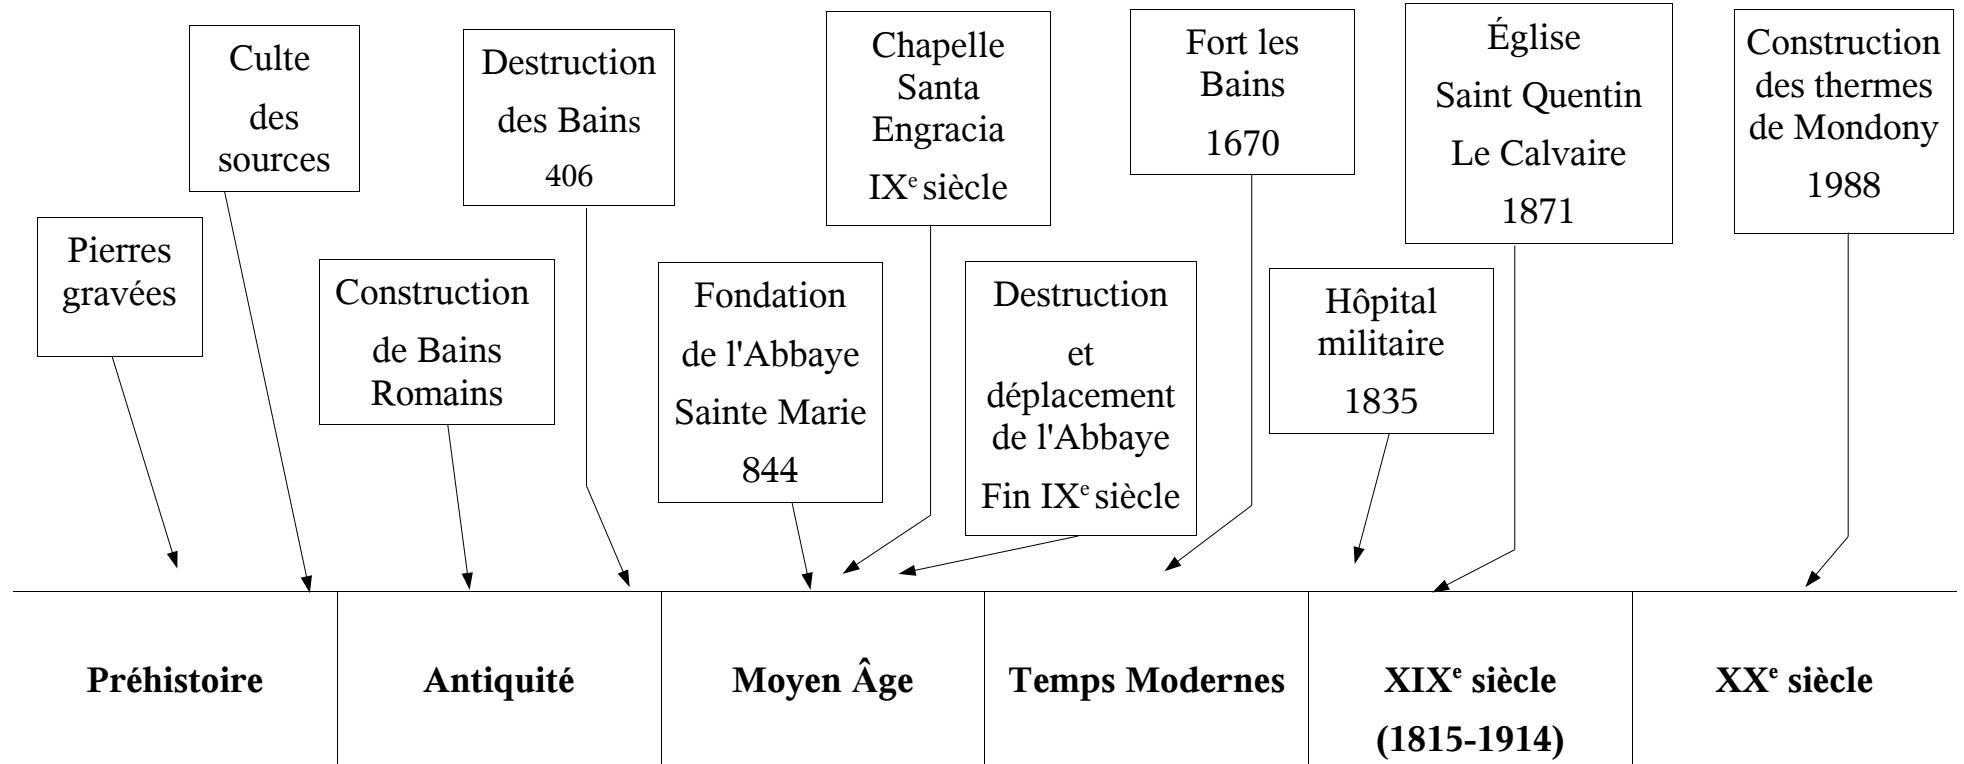 Culte
des
sources
Destruction
des Bains
406
Chapelle
Santa
Engracia
IXe siècle
Fort les
Bains
1670
Église
Saint Quentin
Le Calvaire
1871
Construction
des thermes
de Mondony
1988
Pierres
gravées
Construction
de Bains
Romains
Fondation
de l'Abbaye
Sainte Marie
844
Destruction
et
déplacement
de l'Abbaye
Fin IXe siècle
Hôpital
militaire
1835
Préhistoire
Antiquité
Moyen Âge
Temps Modernes
XIXe siècle
(1815-1914)
XXe siècle